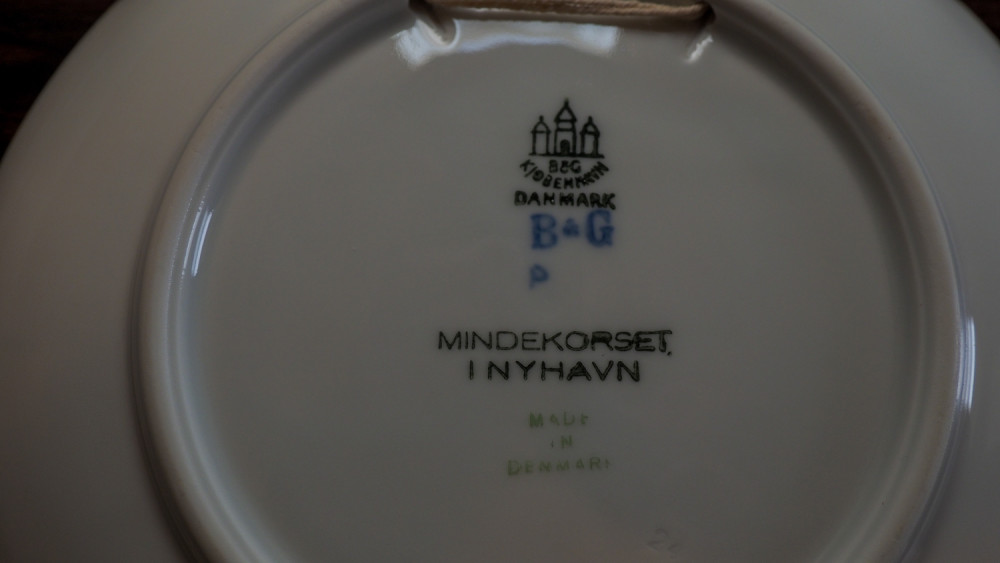 B&G
KJØBENHAVN
DANMARK
B&G
P
MINDEKORSET,
I NYHAVN
MADE
IN
DENMARK